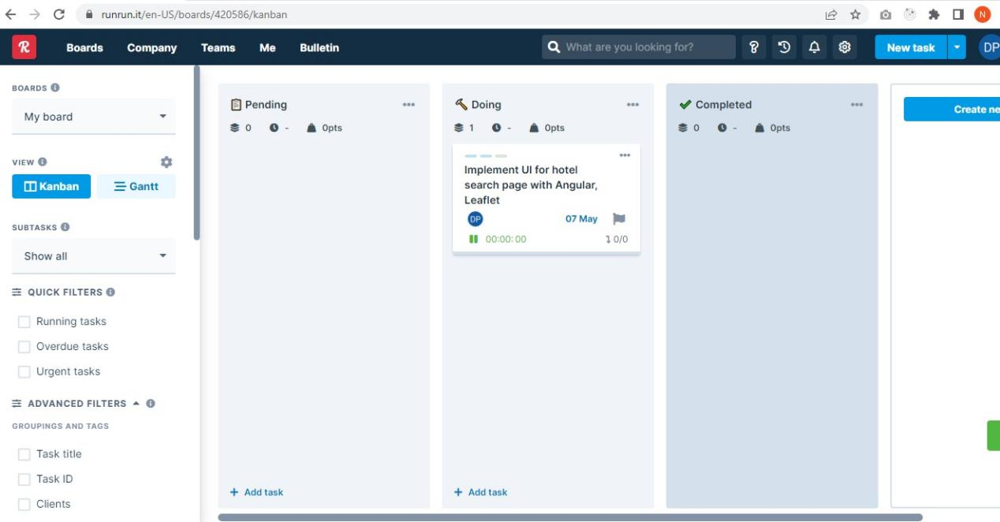 runrun.it/en-US/boards/420586/kanban
N
R
Boards
Company
Teams
Me
Bulletin
What are you looking for?
?
New task
DP
BOARDS
My board
VIEW
Kanban
Gantt
SUBTASKS
Show all
QUICK FILTERS
Running tasks
Overdue tasks
Urgent tasks
ADVANCED FILTERS
GROUPINGS AND TAGS
Task title
Task ID
Clients
Pending
0
-
0pts
Add task
Doing
1
-
0pts
Implement UI for hotel
search page with Angular,
Leaflet
DP
07 May
00:00:00
0/0
Add task
Completed
0
-
0pts
Create ne